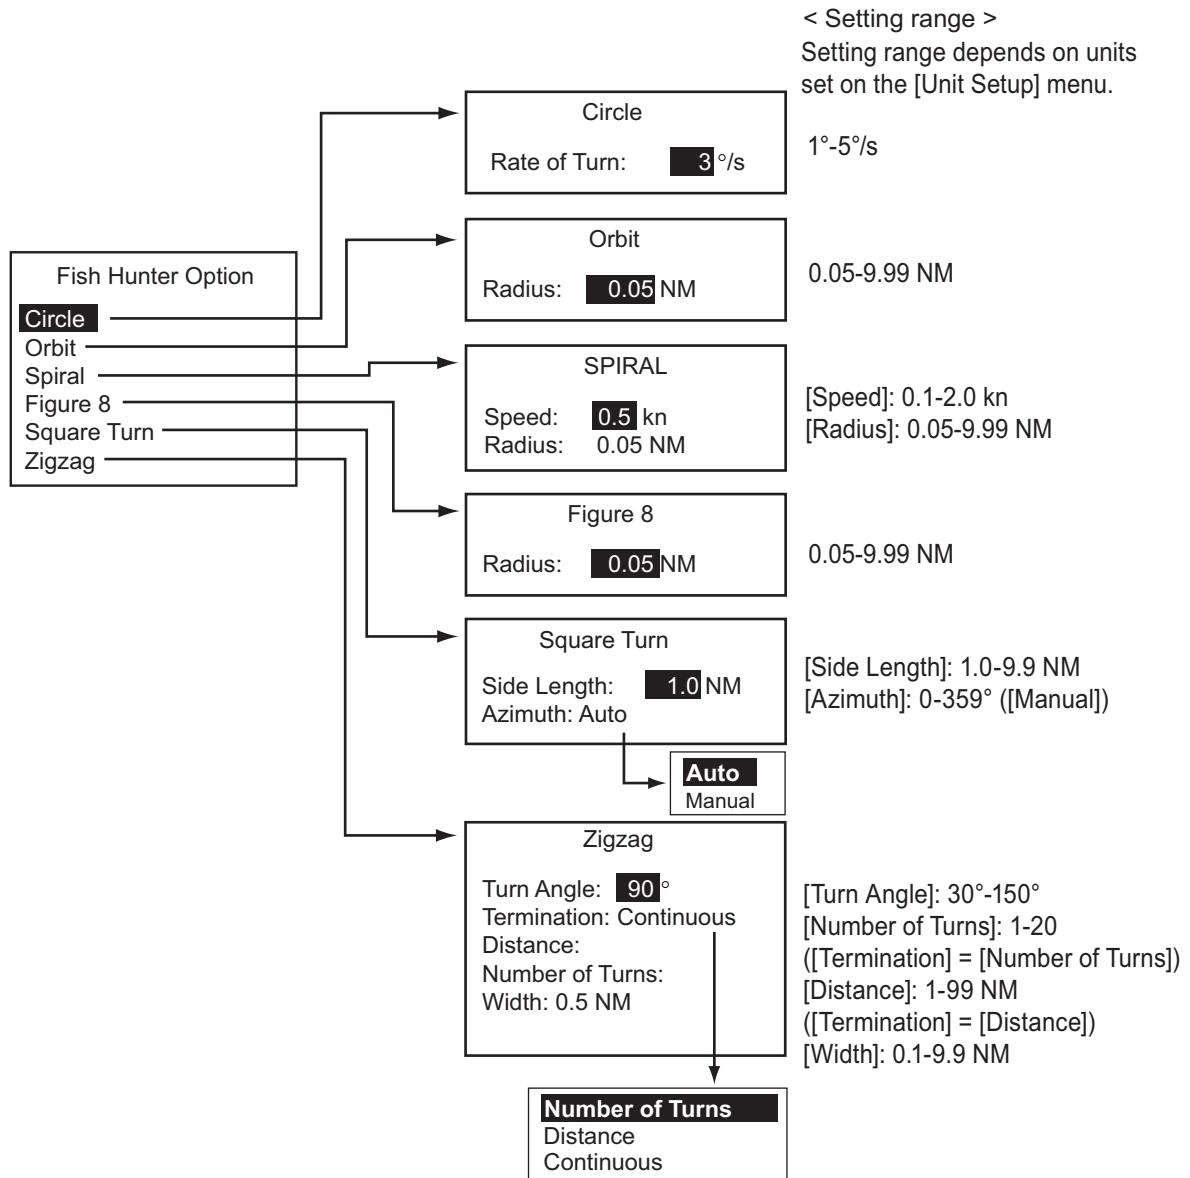 < Setting range >
Setting range depends on units
set on the [Unit Setup] menu.
Fish Hunter Option
Circle
Orbit
Spiral
Figure 8
Square Turn
Zigzag
Circle
Rate of Turn: 3 °/s
1°-5°/s
Orbit
Radius: 0.05 NM
0.05-9.99 NM
SPIRAL
Speed: 0.5 kn
Radius: 0.05 NM
[Speed]: 0.1-2.0 kn
[Radius]: 0.05-9.99 NM
Figure 8
Radius: 0.05 NM
0.05-9.99 NM
Square Turn
Side Length: 1.0 NM
Azimuth: Auto
[Side Length]: 1.0-9.9 NM
[Azimuth]: 0-359° ([Manual])
Auto
Manual
Zigzag
Turn Angle: 90 °
Termination: Continuous
Distance:
Number of Turns:
Width: 0.5 NM
[Turn Angle]: 30°-150°
[Number of Turns]: 1-20
([Termination] = [Number of Turns])
[Distance]: 1-99 NM
([Termination] = [Distance])
[Width]: 0.1-9.9 NM
Number of Turns
Distance
Continuous